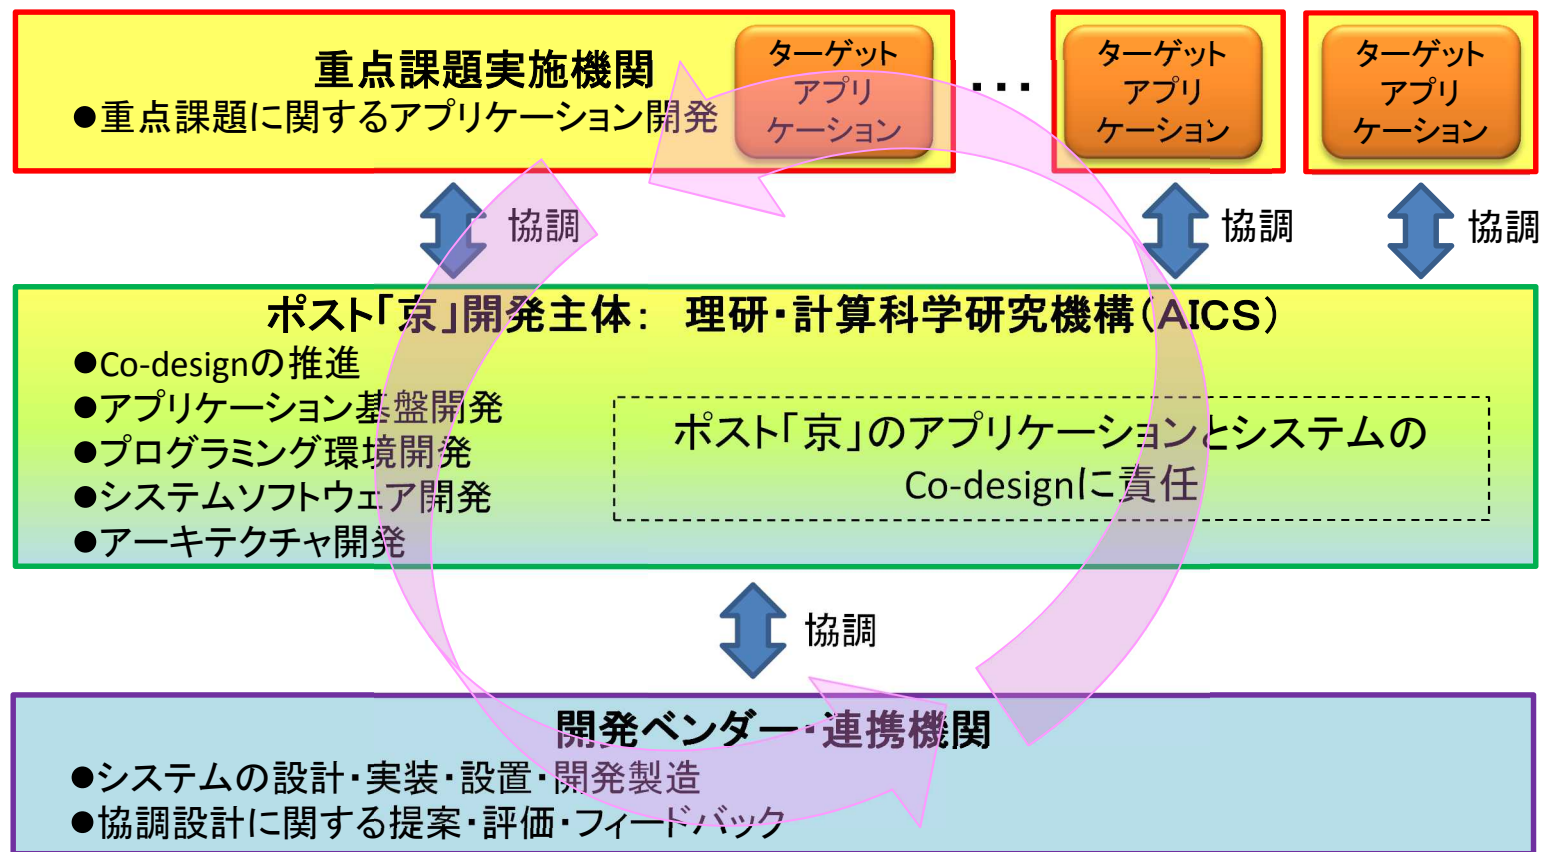 重点課題実施機関
●重点課題に関するアプリケーション開発
ターゲット
アプリ
ケーション
・・・
ターゲット
アプリ
ケーション
ターゲット
アプリ
ケーション
協調
協調
協調
ポスト「京」開発主体： 理研・計算科学研究機構（AICS）
●Co-designの推進
●アプリケーション基盤開発
●プログラミング環境開発
●システムソフトウェア開発
●アーキテクチャ開発
ポスト「京」のアプリケーションとシステムの
Co-designに責任
協調
開発ベンダー・連携機関
●システムの設計・実装・設置・開発製造
●協調設計に関する提案・評価・フィードバック